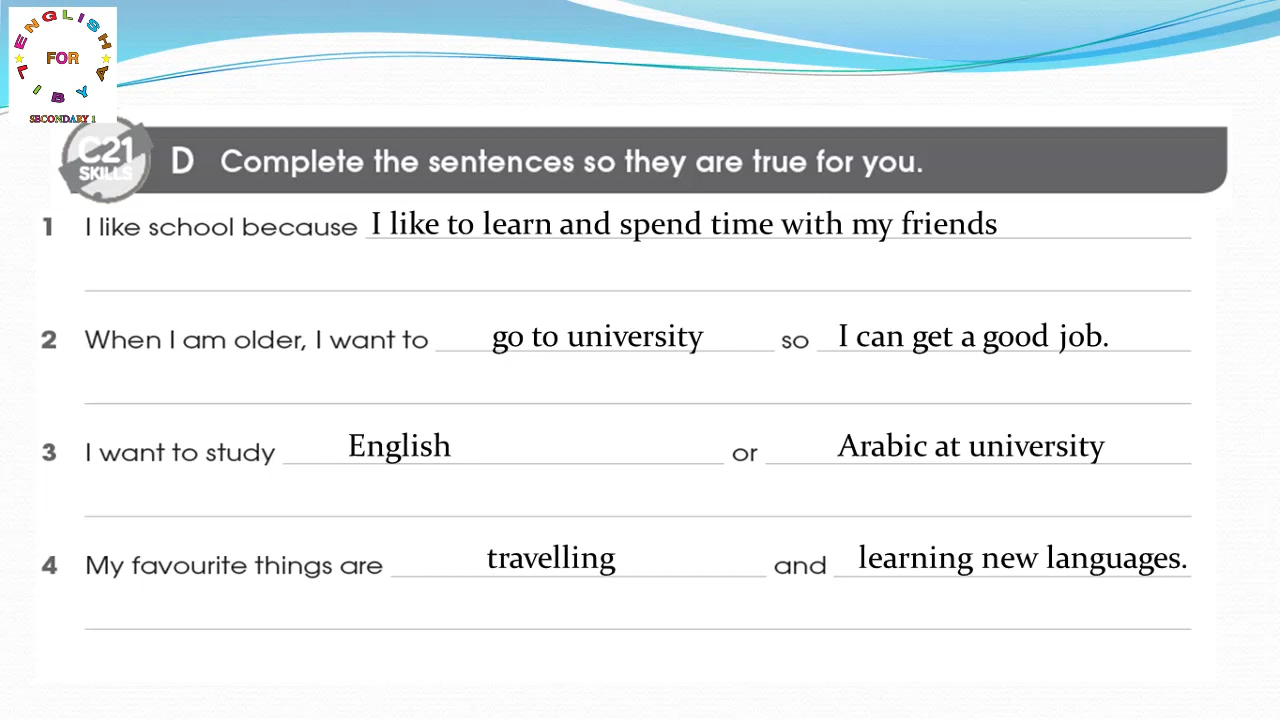 ENGLISH
FOR
LIBYA
SECONDARY 1
C21 SKILLS D Complete the sentences so they are true for you.
1 I like school because I like to learn and spend time with my friends
2 When I am older, I want to go to university so I can get a good job.
3 I want to study English or Arabic at university
4 My favourite things are travelling and learning new languages.